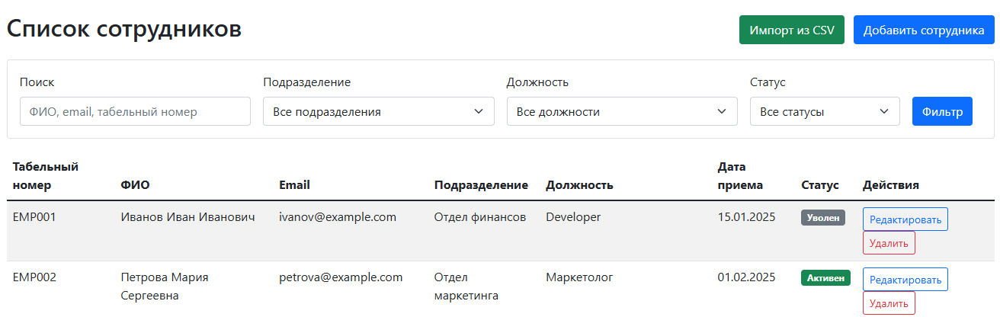 Список сотрудников
Импорт из CSV
Добавить сотрудника
Поиск
Подразделение
Должность
Статус
ФИО, email, табельный номер
Все подразделения
Все должности
Все статусы
Фильтр
Табельный номер
ФИО
Email
Подразделение
Должность
Дата приема
Статус
Действия
EMP001
Иванов Иван Иванович
ivanov@example.com
Отдел финансов
Developer
15.01.2025
Уволен
Редактировать
Удалить
EMP002
Петрова Мария
Сергеевна
petrova@example.com
Отдел
маркетинга
Маркетолог
01.02.2025
Активен
Редактировать
Удалить